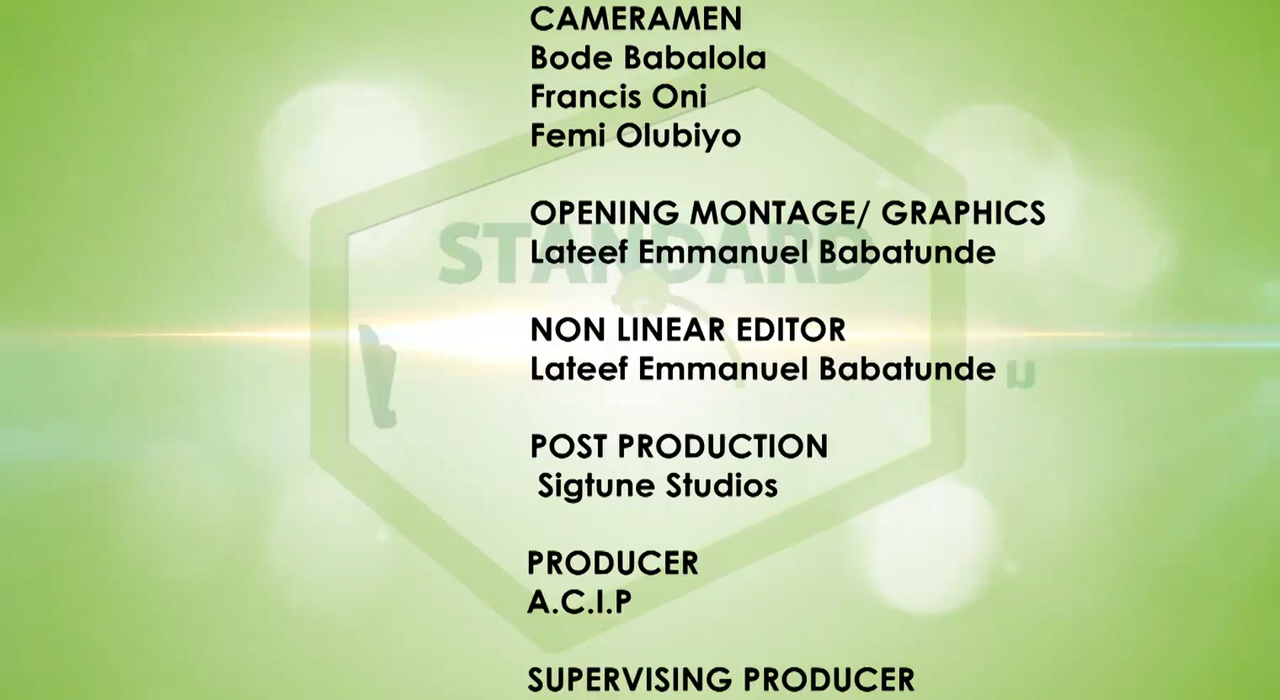 CAMERAMEN
Bode Babalola
Francis Oni
Femi Olubiyo
OPENING MONTAGE/ GRAPHICS
STANDARD
Lateef Emmanuel Babatunde
NON LINEAR EDITOR
Lateef Emmanuel Babatunde
POST PRODUCTION
Sigtune Studios
PRODUCER
A.C.I.P
SUPERVISING PRODUCER